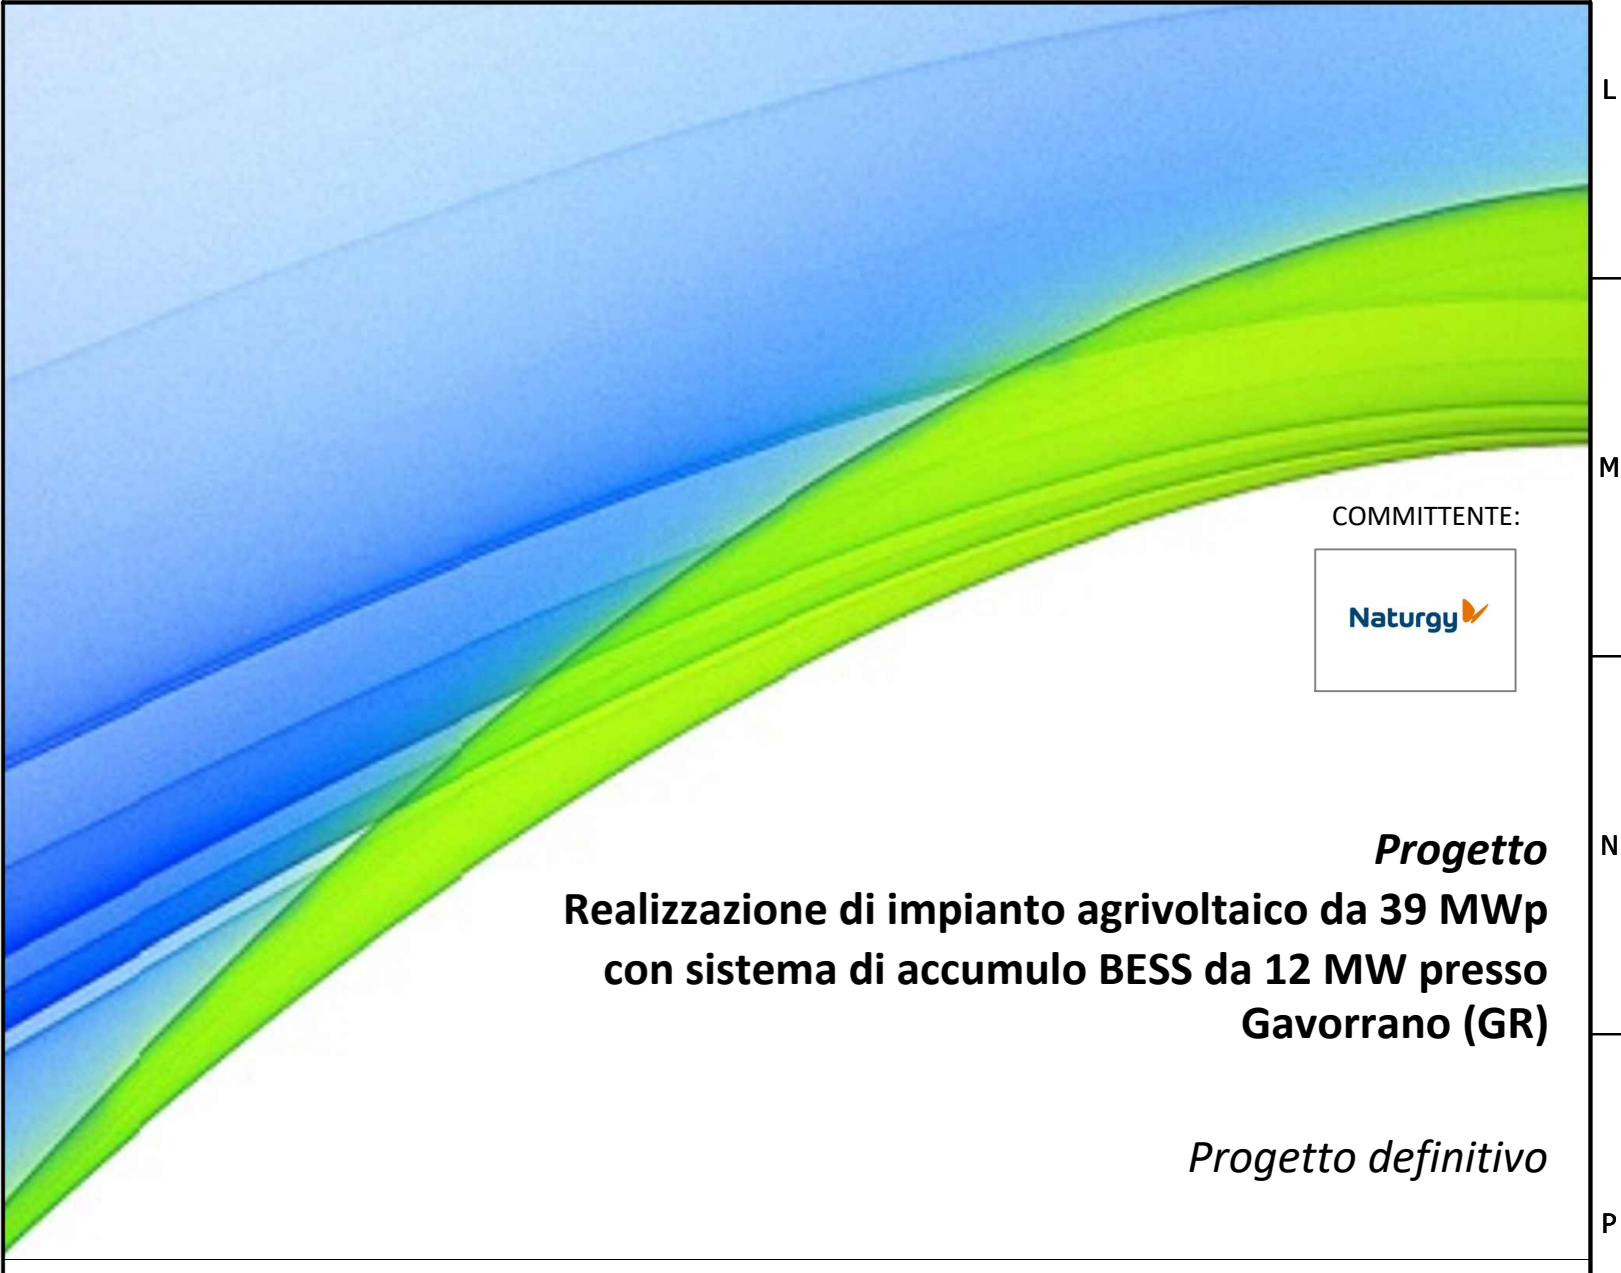 L
M
COMMITTENTE:
Naturgy
N
Progetto
Realizzazione di impianto agrivoltaico da 39 MWp
con sistema di accumulo BESS da 12 MW presso
Gavorrano (GR)
Progetto definitivo
P